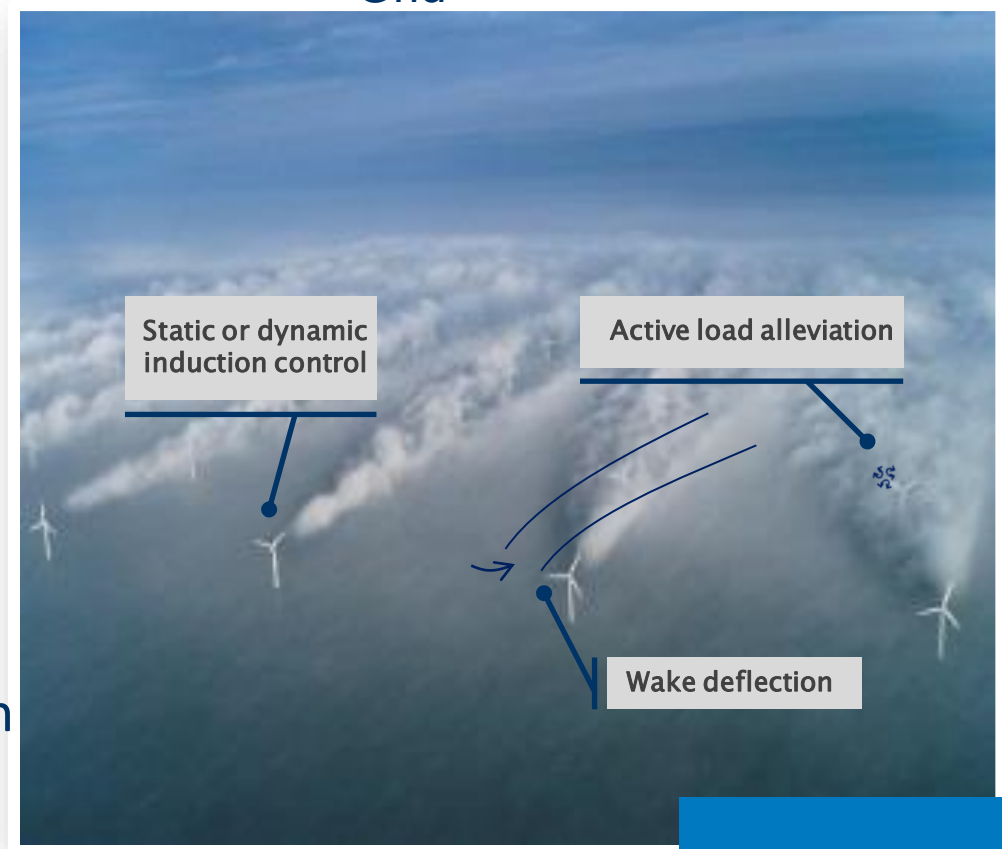 Static or dynamic
induction control
Active load alleviation
Wake deflection